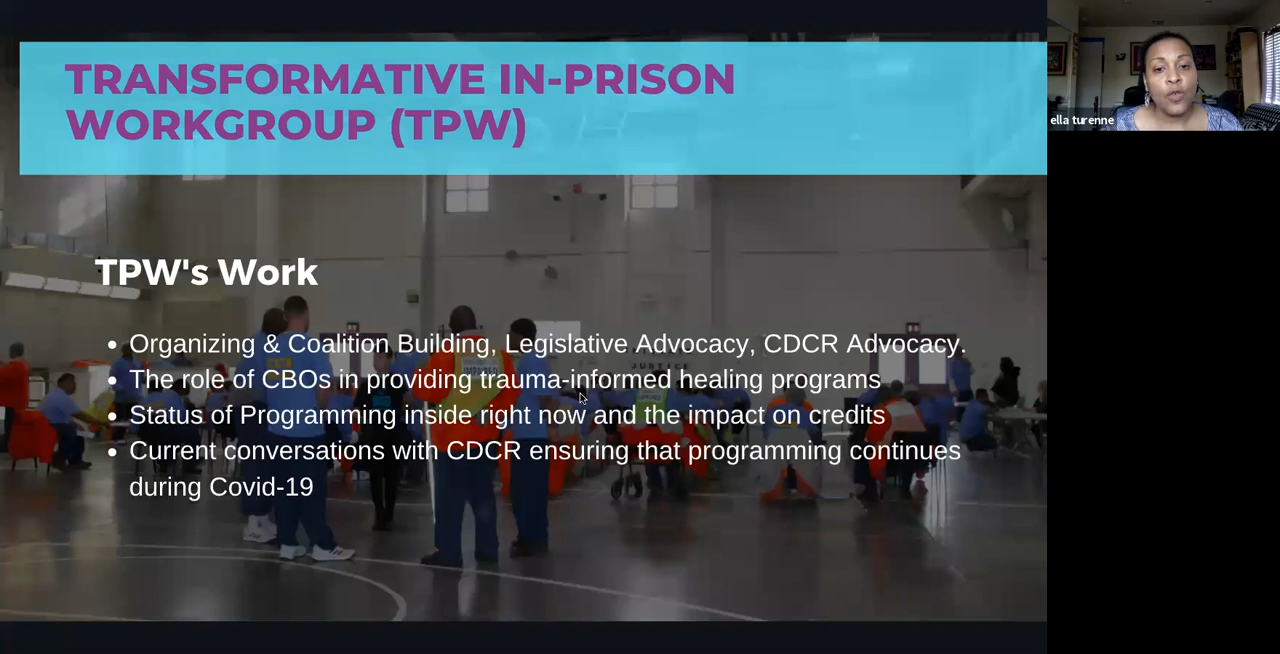 TRANSFORMATIVE IN-PRISON
WORKGROUP (TPW)
ella turenne
TPW's Work
• Organizing & Coalition Building, Legislative Advocacy, CDCR Advocacy.
• The role of CBOs in providing trauma-informed healing programs
• Status of Programming inside right now and the impact on credits
• Current conversations with CDCR ensuring that programming continues
during Covid-19